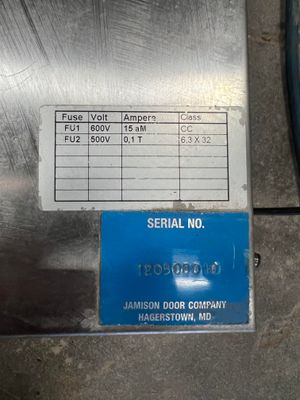 Fuse Volt Ampere Class
FU1 600V 15 aM CC
FU2 500V 0,1 T 6,3 X 32
SERIAL NO.
JAMISON DOOR COMPANY
HAGERSTOWN, MD